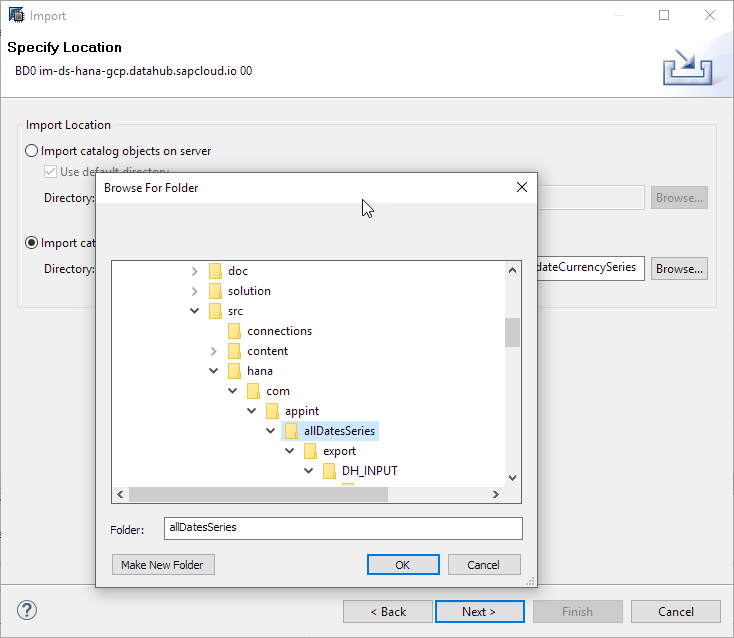 Import
Specify Location
BD0 im-ds-hana-gcp.datahub.sapcloud.io 00
Import Location
Import catalog objects on server
Use default directory
Directory:
Browse...
Import cat
Directory:
dateCurrencySeries
Browse...
Browse For Folder
doc
solution
src
connections
content
hana
com
appint
allDatesSeries
export
DH_INPUT
Folder:
allDatesSeries
Make New Folder
OK
Cancel
?
< Back
Next >
Finish
Cancel